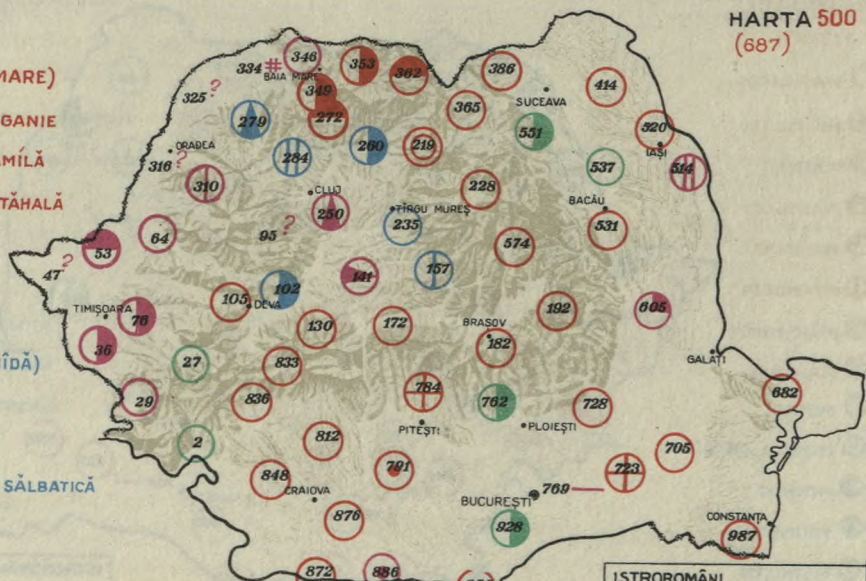 HARTA 500
(687)
MARE)
GANIE
AMÍLĂ
TĂHALĂ
ÎDĂ)
SĂLBATICĂ
334 # 346 353 362 386 414
BAIA MARE
325 ? 349 365 SUCEAVA
279 272 551 520
ORADEA 284 260 219 IAȘI
316 ? 537 514
310 CLUJ 228 BACĂU
250 TÎRGU MUREȘ
64 95 ? 235 574 531
53
47 ? 141 157
102
TIMIȘOARA 76 105 DEVA 192 605
130 172 BRAȘOV
36 182 GALAȚI
27 833
29 836 784 762 728 682
PITEȘTI PLOIEȘTI
2 812 705
848 791 723
CRAIOVA BUCUREȘTI 769
876 928 CONSTANȚA
987
872 886
ISTROROMÂNI